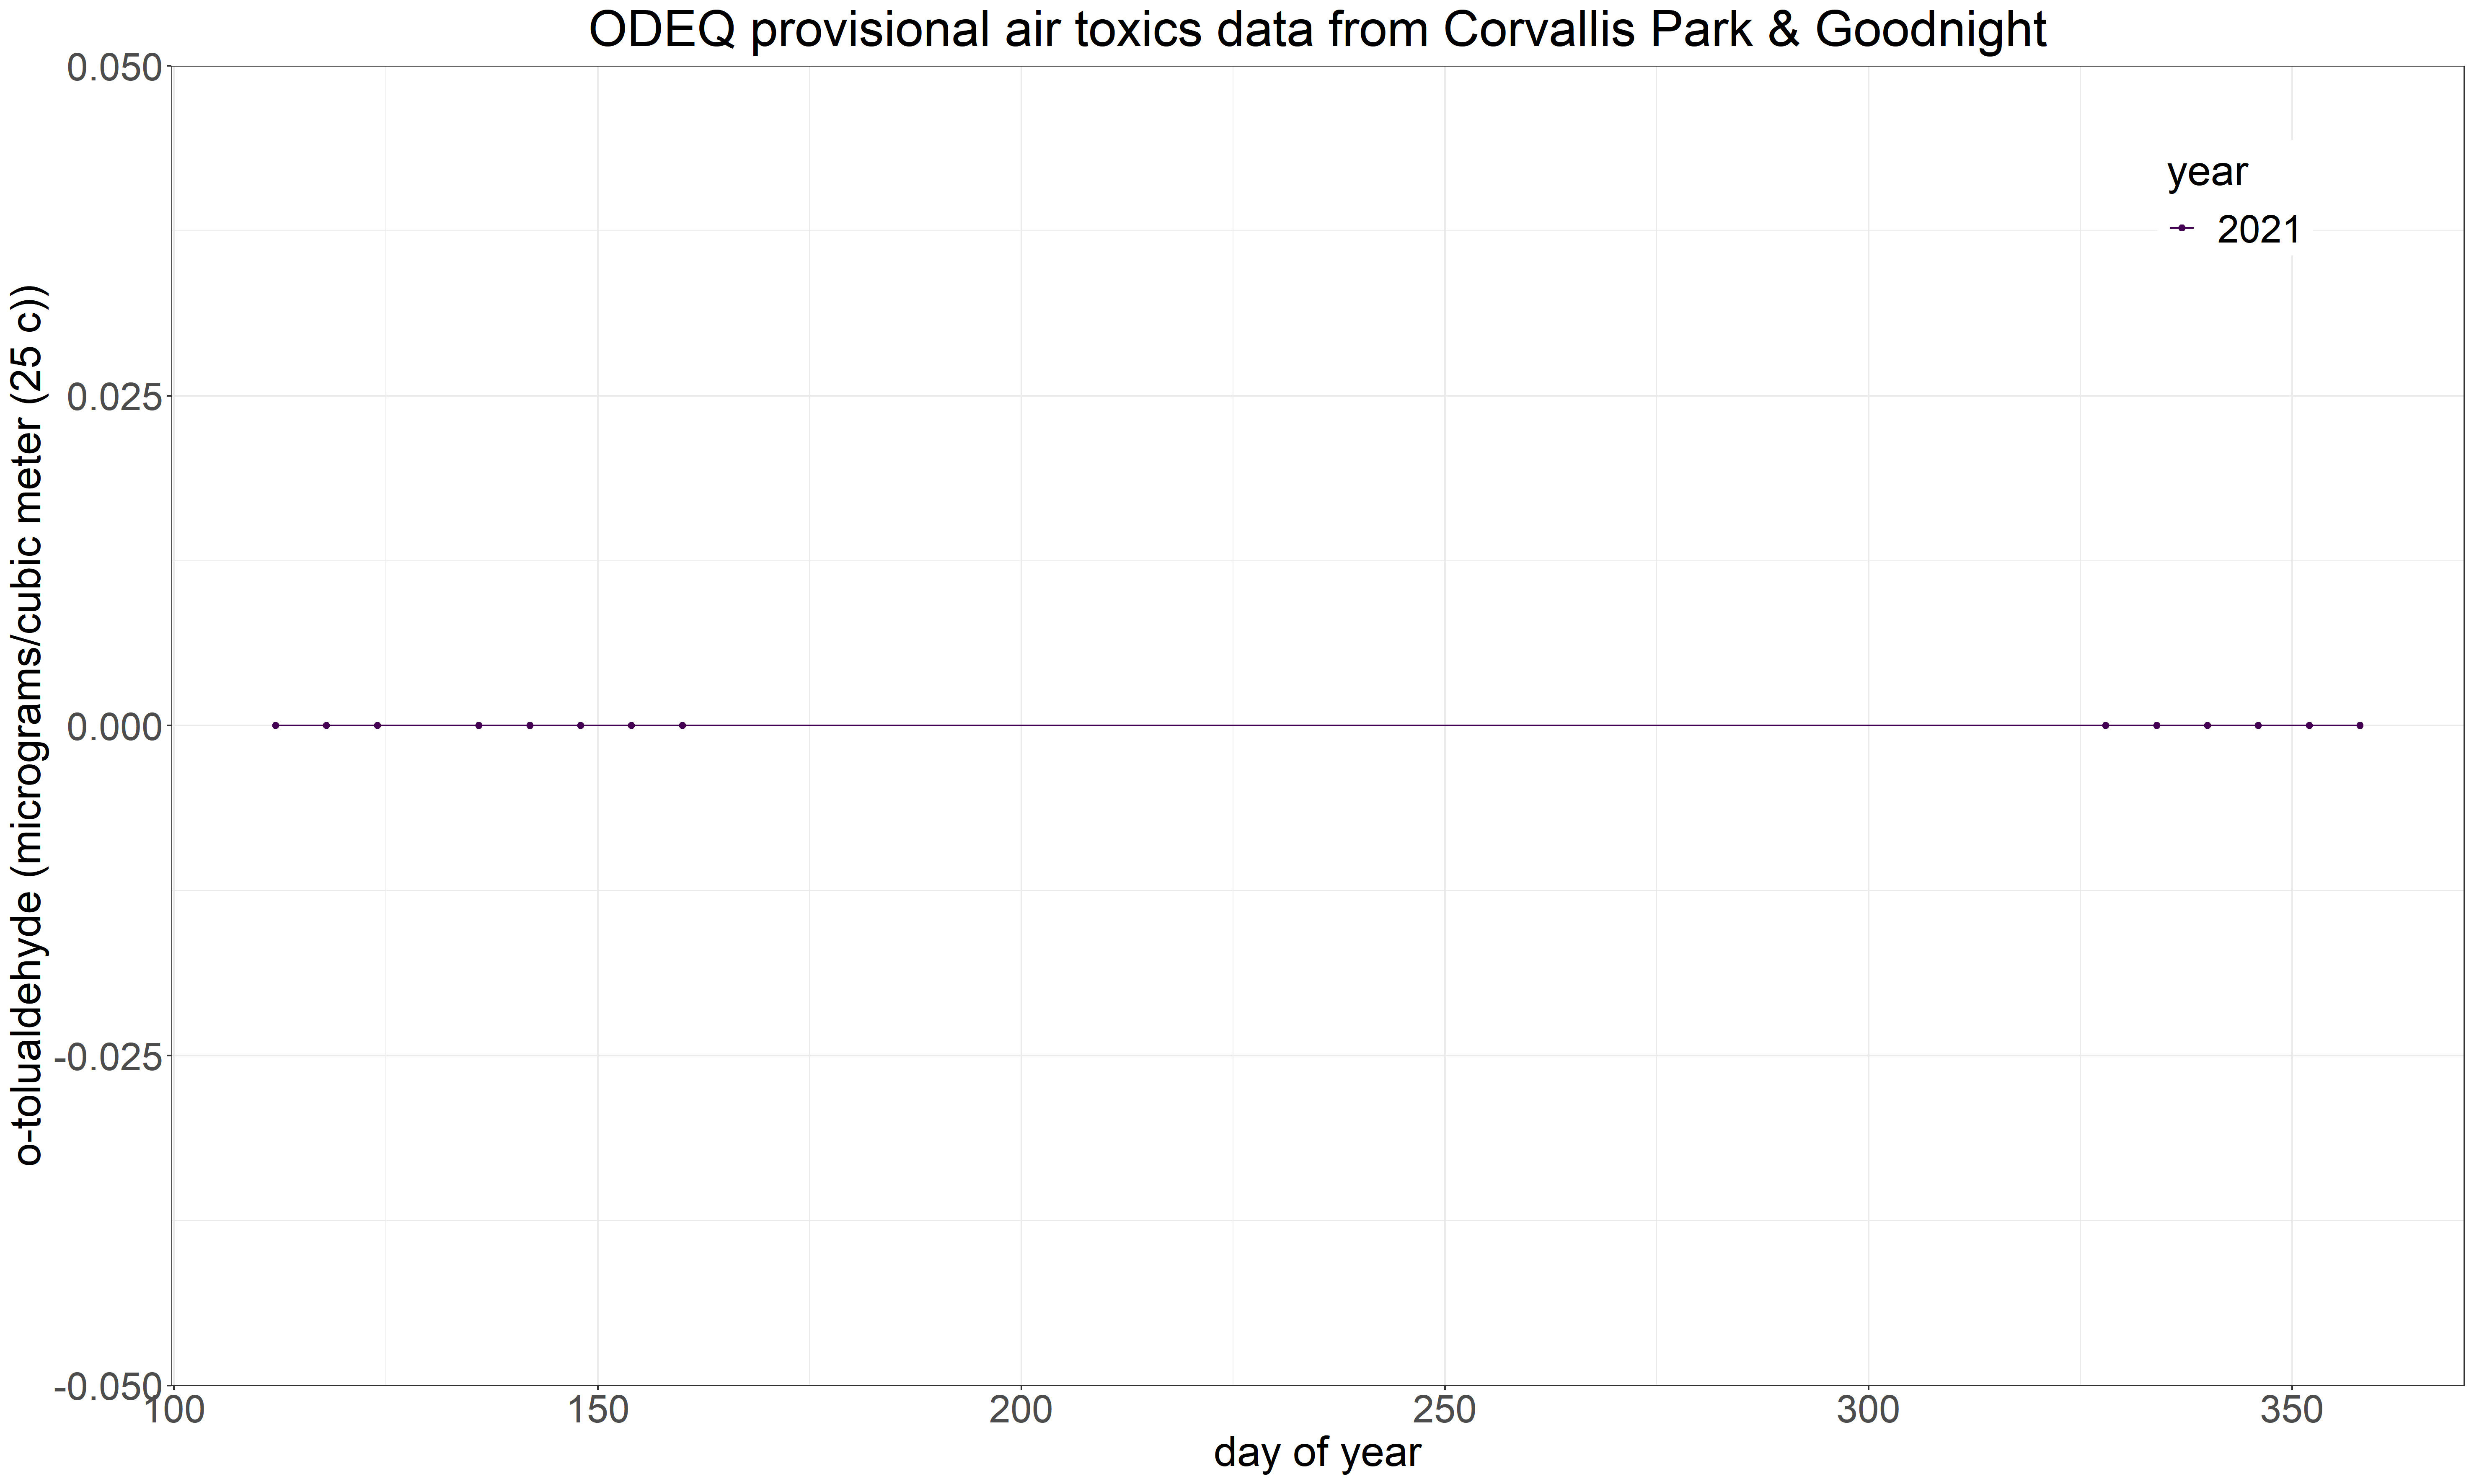 ODEQ provisional air toxics data from Corvallis Park & Goodnight
o-tolualdehyde (micrograms/cubic meter (25 c))
0.050
0.025
0.000
-0.025
-0.050
year
2021
100 150 200 250 300 350
day of year